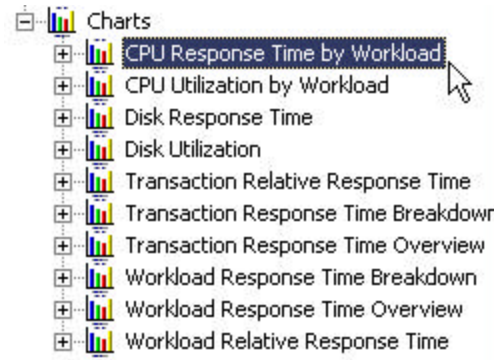 Charts
CPU Response Time by Workload
CPU Utilization by Workload
Disk Response Time
Disk Utilization
Transaction Relative Response Time
Transaction Response Time Breakdown
Transaction Response Time Overview
Workload Response Time Breakdown
Workload Response Time Overview
Workload Relative Response Time